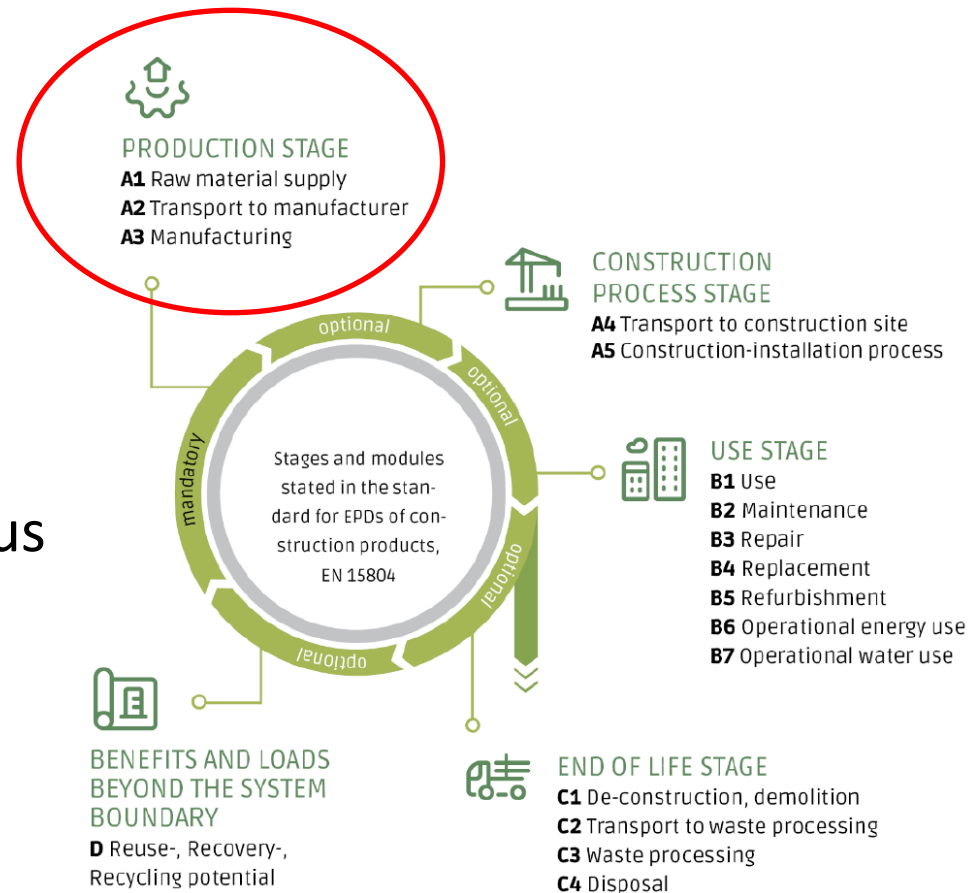 PRODUCTION STAGE
A1 Raw material supply
A2 Transport to manufacturer
A3 Manufacturing
CONSTRUCTION
PROCESS STAGE
A4 Transport to construction site
A5 Construction-installation process
optional
optional
mandatory
Stages and modules
stated in the stan-
dard for EPDs of con-
struction products,
EN 15804
optional
optional
us
USE STAGE
B1 Use
B2 Maintenance
B3 Repair
B4 Replacement
B5 Refurbishment
B6 Operational energy use
B7 Operational water use
BENEFITS AND LOADS
BEYOND THE SYSTEM
BOUNDARY
D Reuse-, Recovery-,
Recycling potential
END OF LIFE STAGE
C1 De-construction, demolition
C2 Transport to waste processing
C3 Waste processing
C4 Disposal